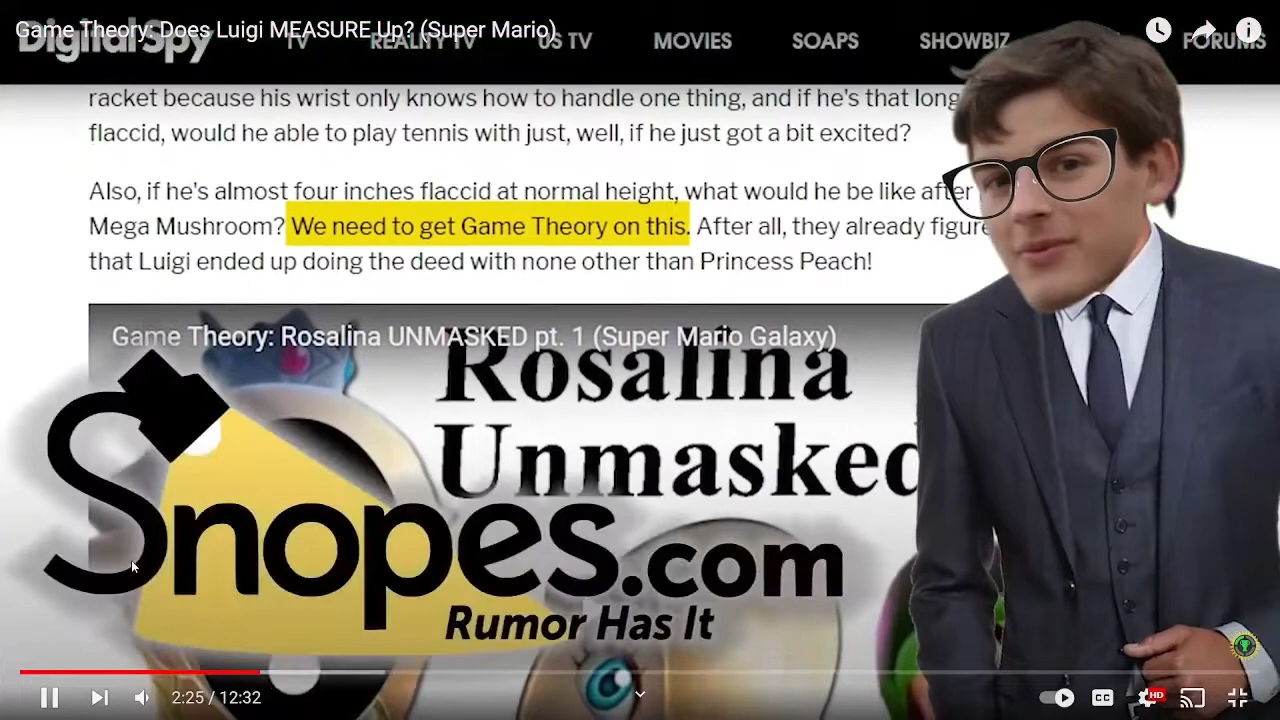 Game Theory: Does Luigi MEASURE Up? (Super Mario)
Digital Spy TV REALITY TV US TV MOVIES SOAPS SHOWBIZ FORUMS
racket because his wrist only knows how to handle one thing, and if he's that long
flaccid, would he able to play tennis with just, well, if he just got a bit excited?
Also, if he's almost four inches flaccid at normal height, what would he be like after
Mega Mushroom? We need to get Game Theory on this. After all, they already figure
that Luigi ended up doing the deed with none other than Princess Peach!
Game Theory: Rosalina UNMASKED pt. 1 (Super Mario Galaxy)
Rosalina
Unmasked
Snopes.com
Rumor Has It
2:25 / 12:32
CC
HD